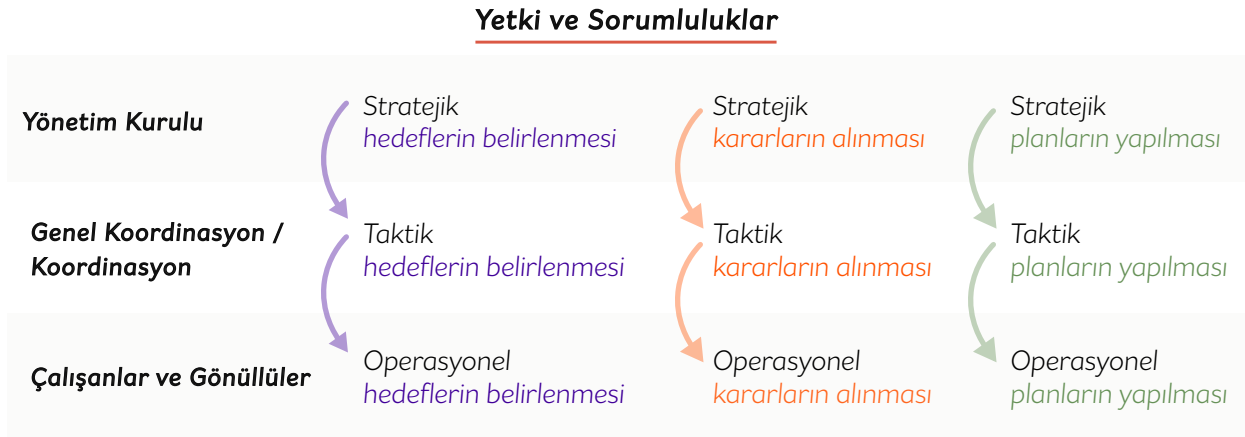 Yetki ve Sorumluluklar
Yönetim Kurulu
Stratejik
hedeflerin belirlenmesi
Stratejik
kararların alınması
Stratejik
planların yapılması
Genel Koordinasyon /
Koordinasyon
Taktik
hedeflerin belirlenmesi
Taktik
kararların alınması
Taktik
planların yapılması
Çalışanlar ve Gönüllüler
Operasyonel
hedeflerin belirlenmesi
Operasyonel
kararların alınması
Operasyonel
planların yapılması